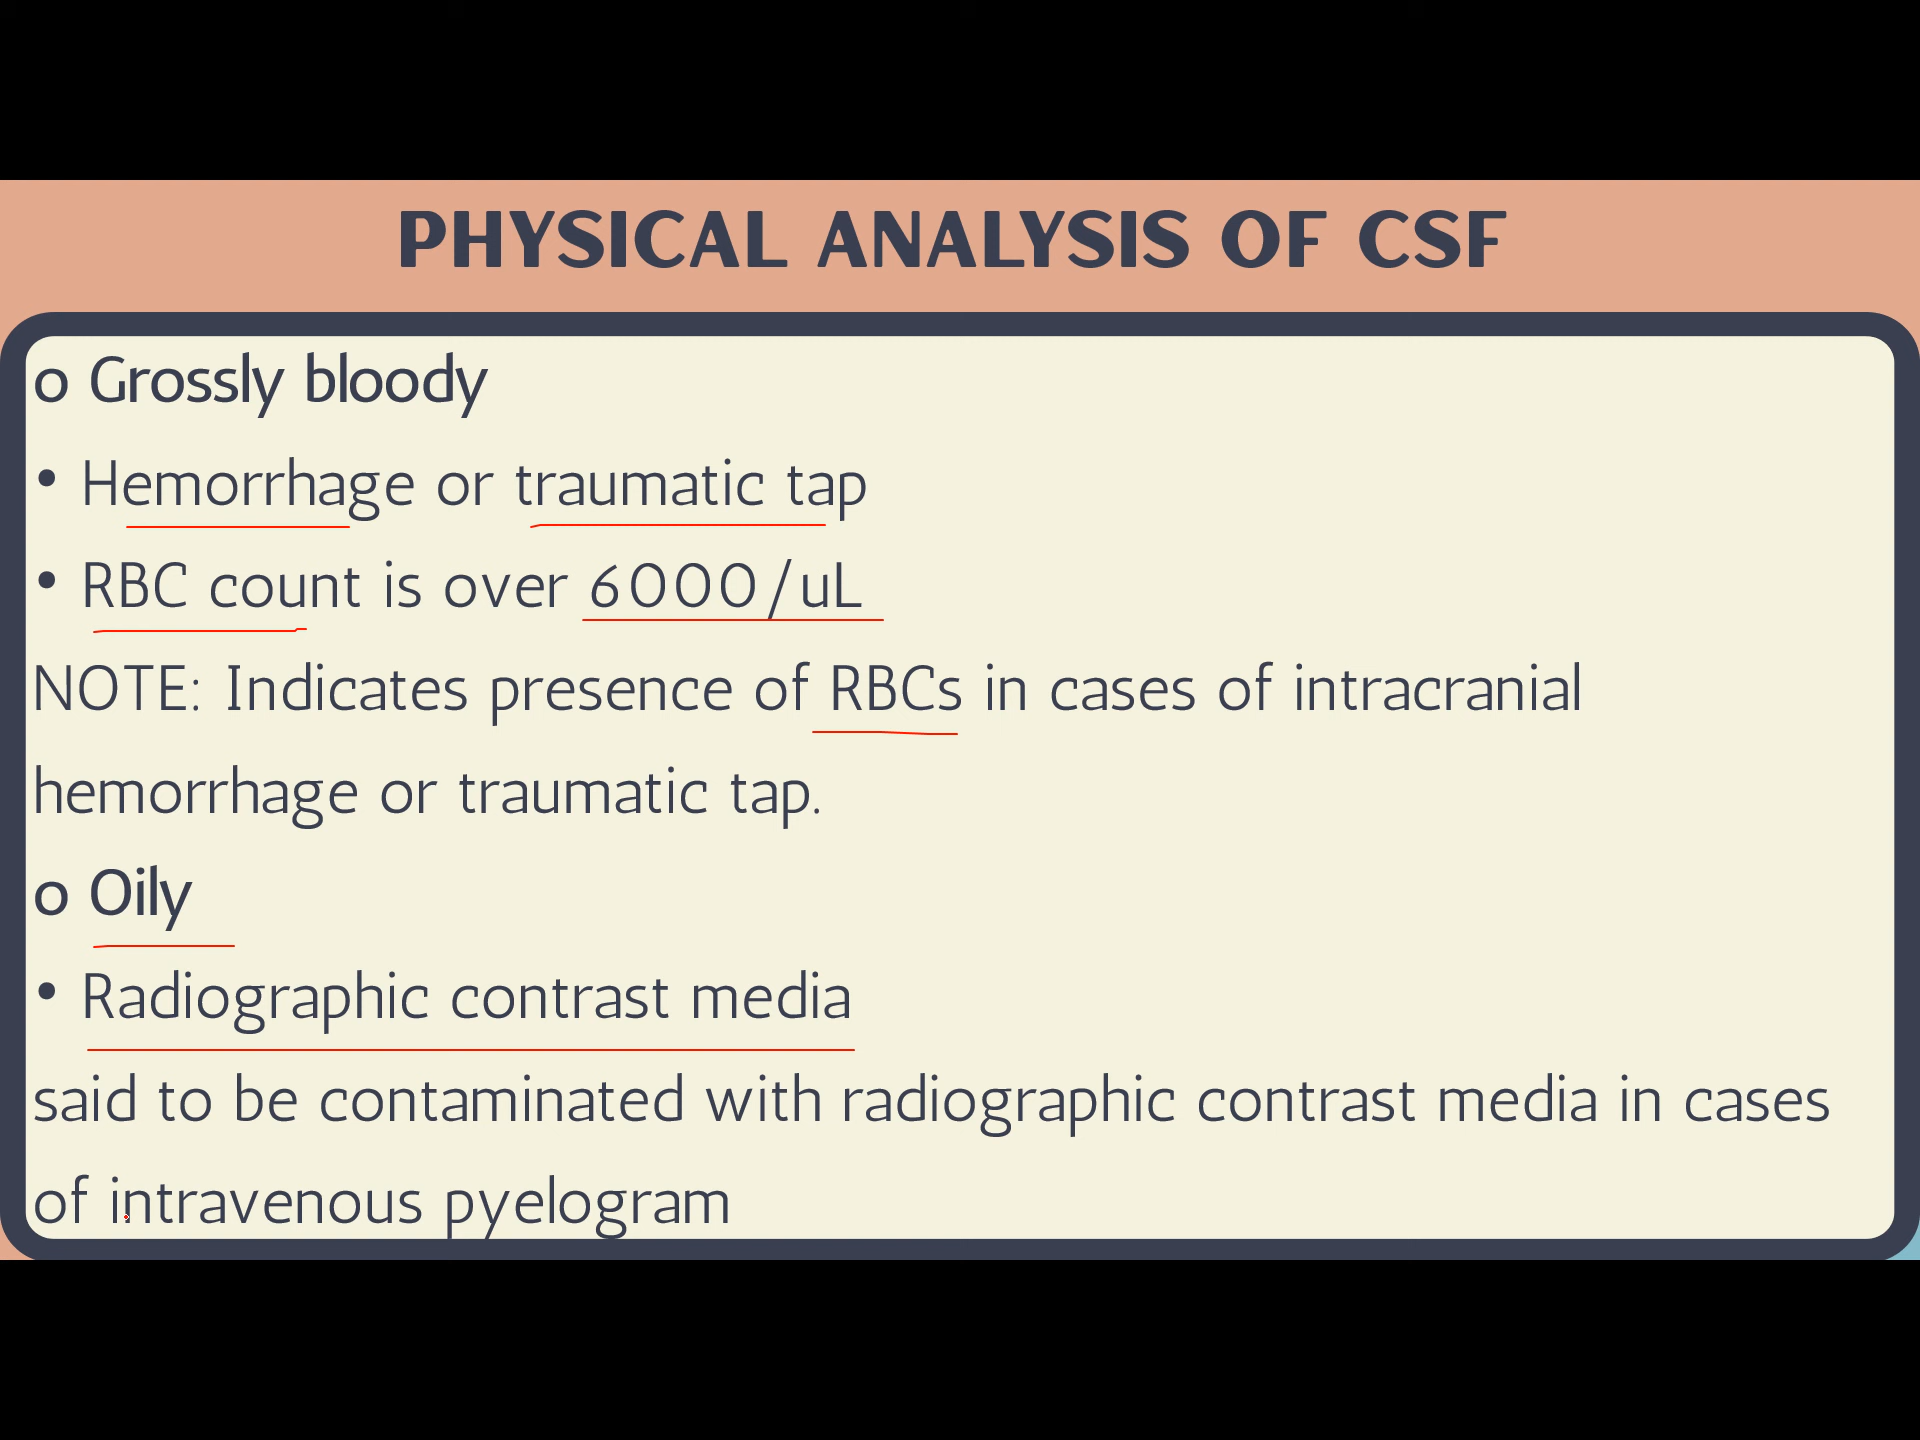 PHYSICAL ANALYSIS OF CSF
o Grossly bloody
• Hemorrhage or traumatic tap
• RBC count is over 6000/uL
NOTE: Indicates presence of RBCs in cases of intracranial
hemorrhage or traumatic tap.
o Oily
• Radiographic contrast media
said to be contaminated with radiographic contrast media in cases
of intravenous pyelogram